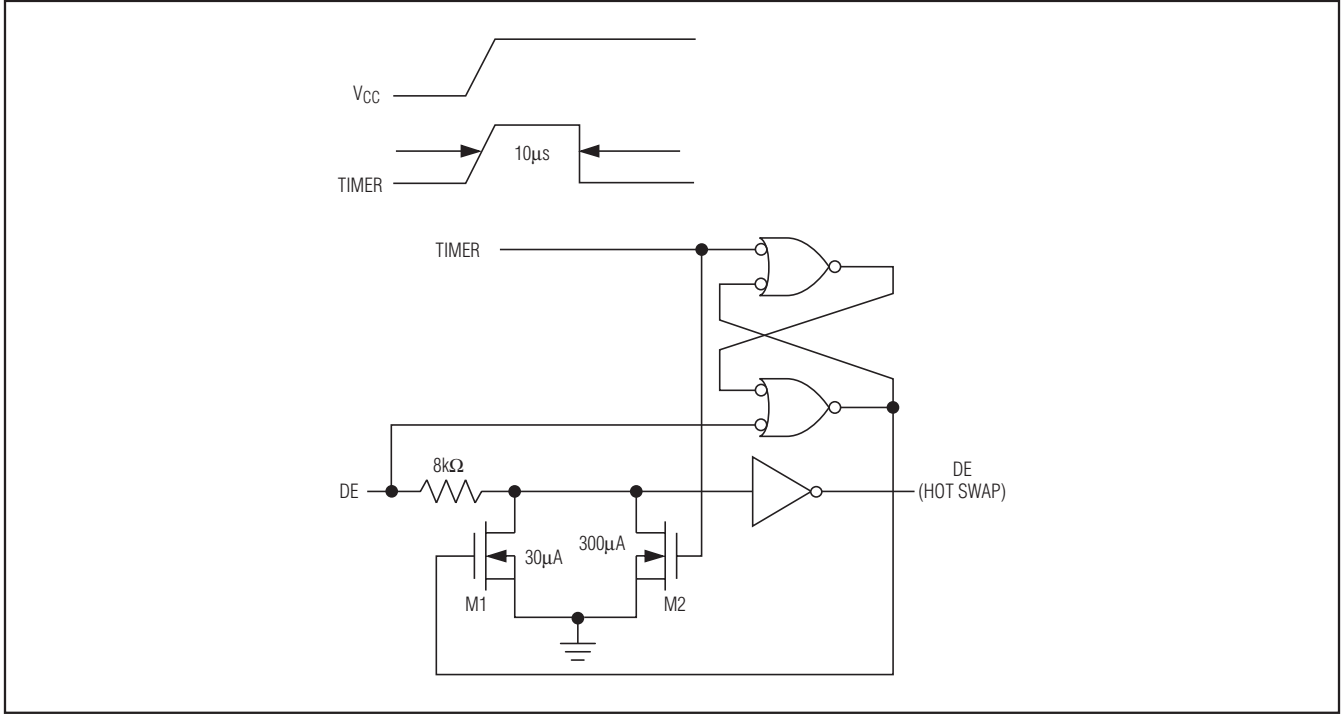 VCC
10μs
TIMER
TIMER
8kΩ
DE
DE
(HOT SWAP)
30μA
300μA
M1
M2